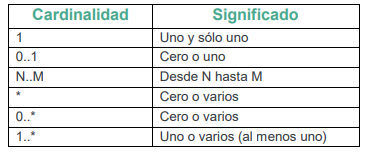 Cardinalidad Significado
1 Uno y sólo uno
0..1 Cero o uno
N..M Desde N hasta M
* Cero o varios
0..* Cero o varios
1..* Uno o varios (al menos uno)